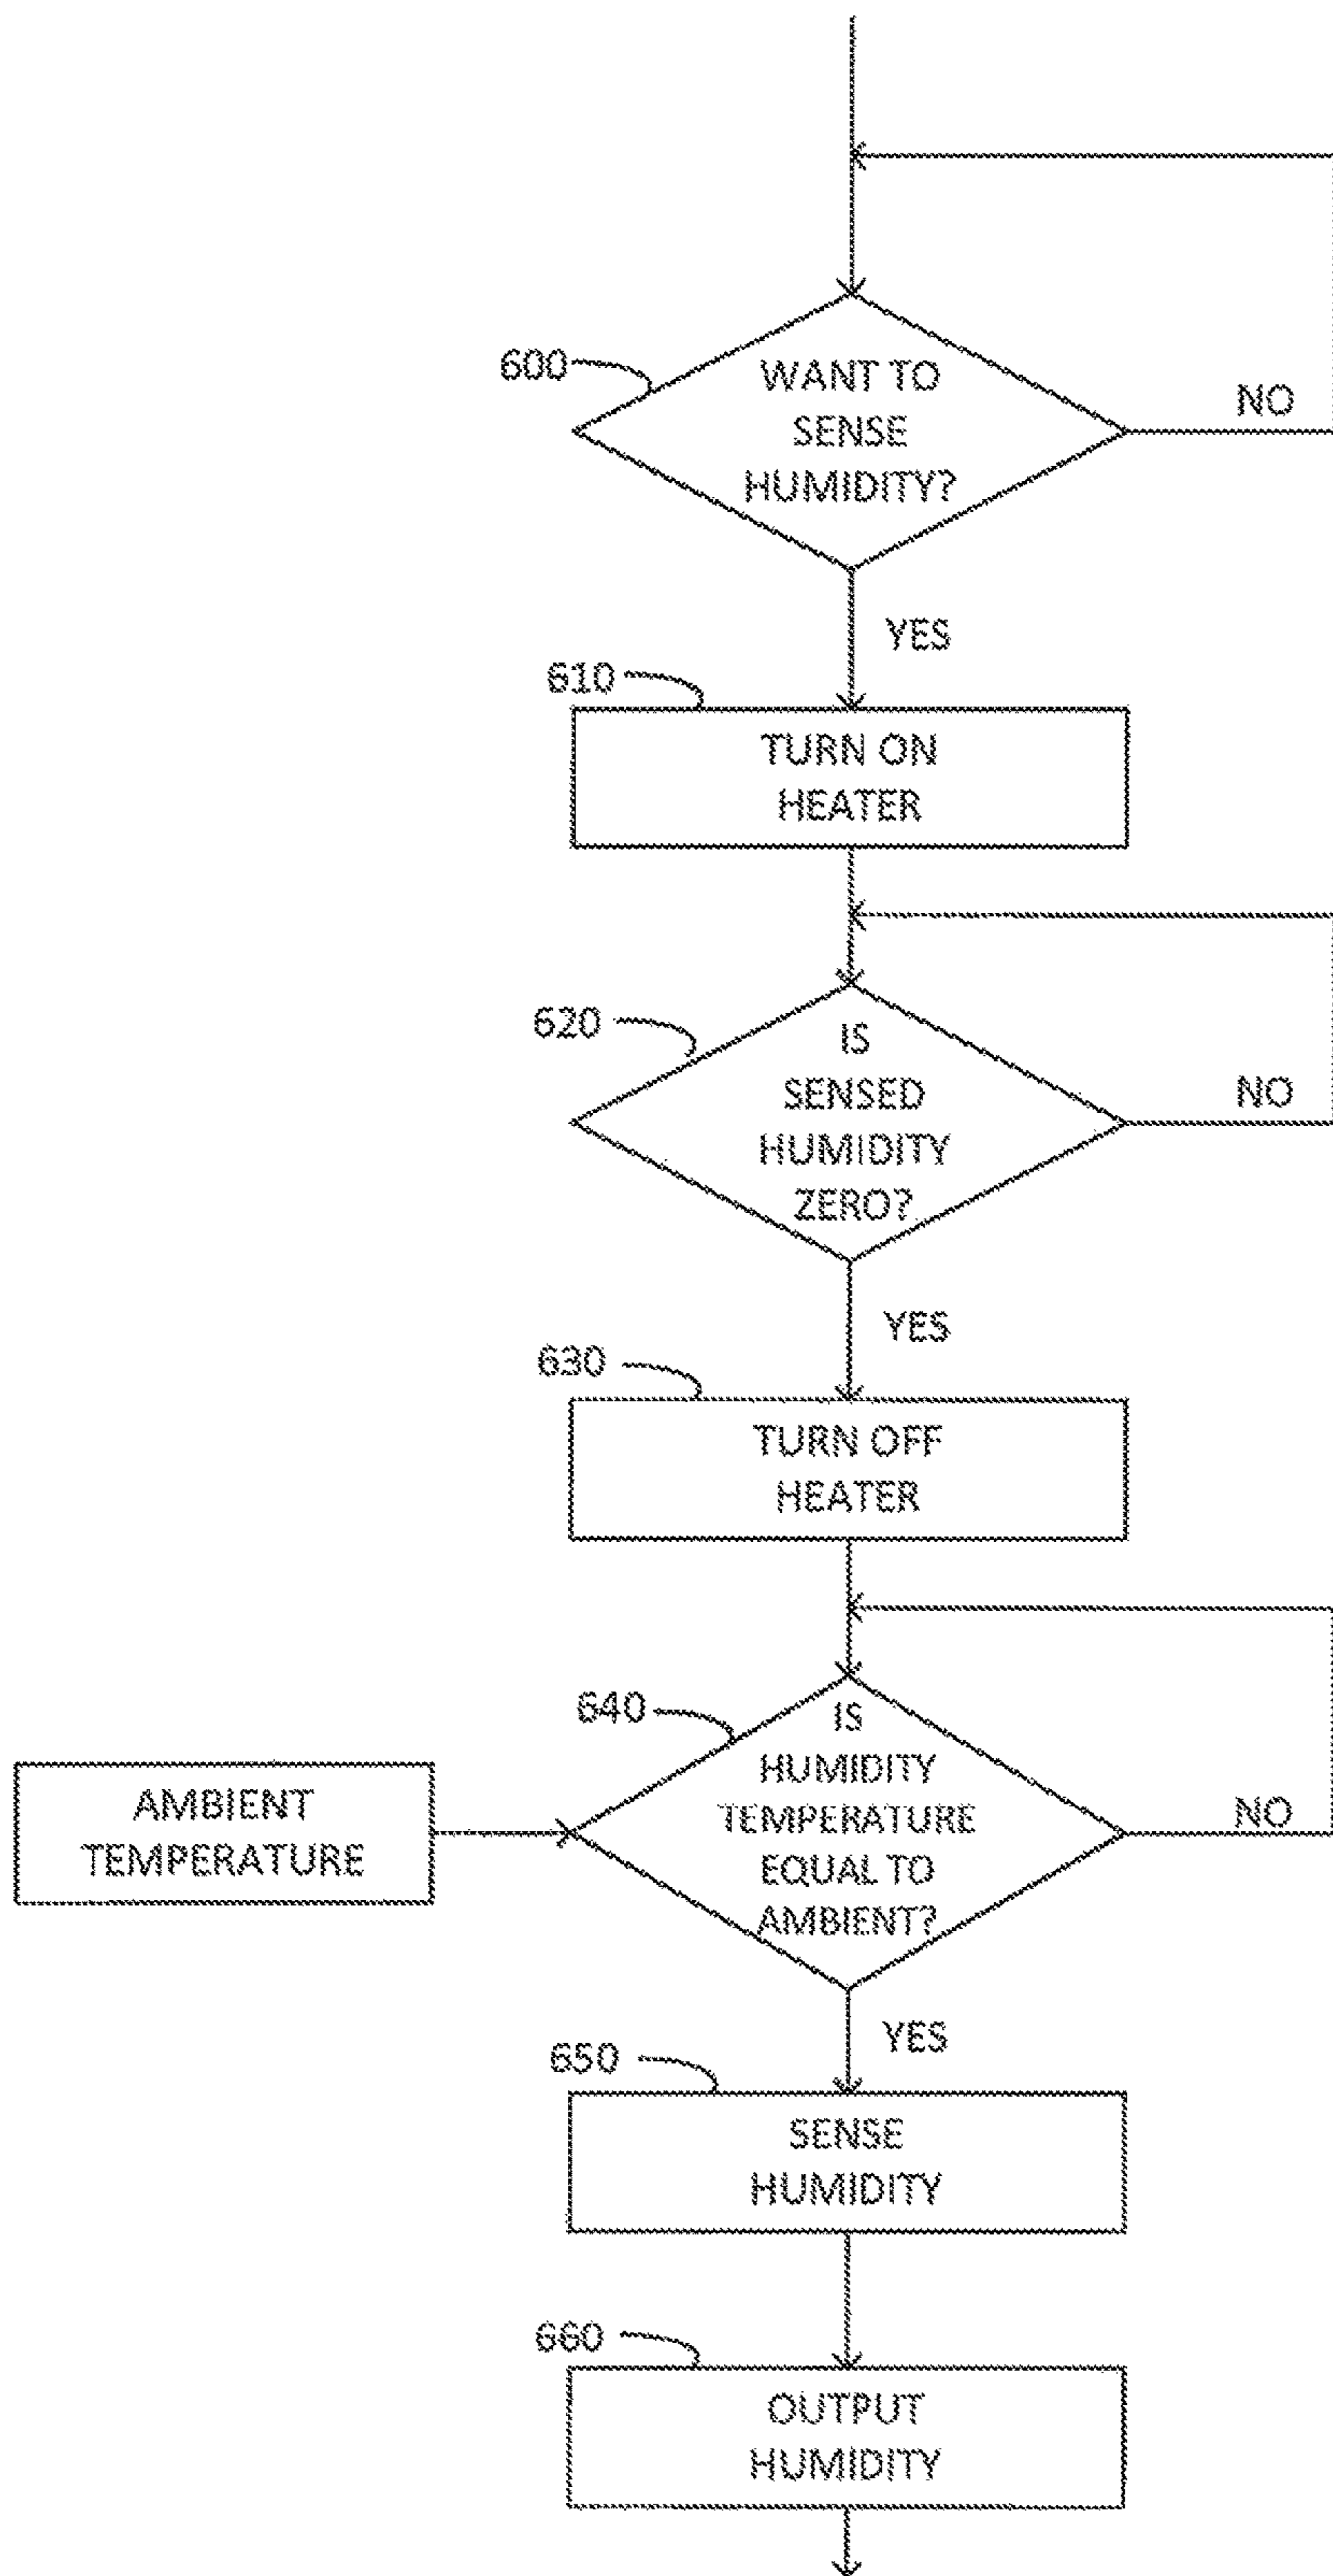 600
WANT TO
SENSE
HUMIDITY?
NO
YES
610
TURN ON
HEATER
620
IS
SENSED
HUMIDITY
ZERO?
NO
YES
630
TURN OFF
HEATER
640
IS
HUMIDITY
TEMPERATURE
EQUAL TO
AMBIENT?
NO
AMBIENT
TEMPERATURE
YES
650
SENSE
HUMIDITY
660
OUTPUT
HUMIDITY